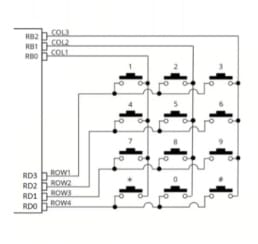 RB2 COL3
RB1 COL2
RB0 COL1
1 2 3
4 5 6
7 8 9
* 0 #
RD3 ROW1
RD2 ROW2
RD1 ROW3
RD0 ROW4